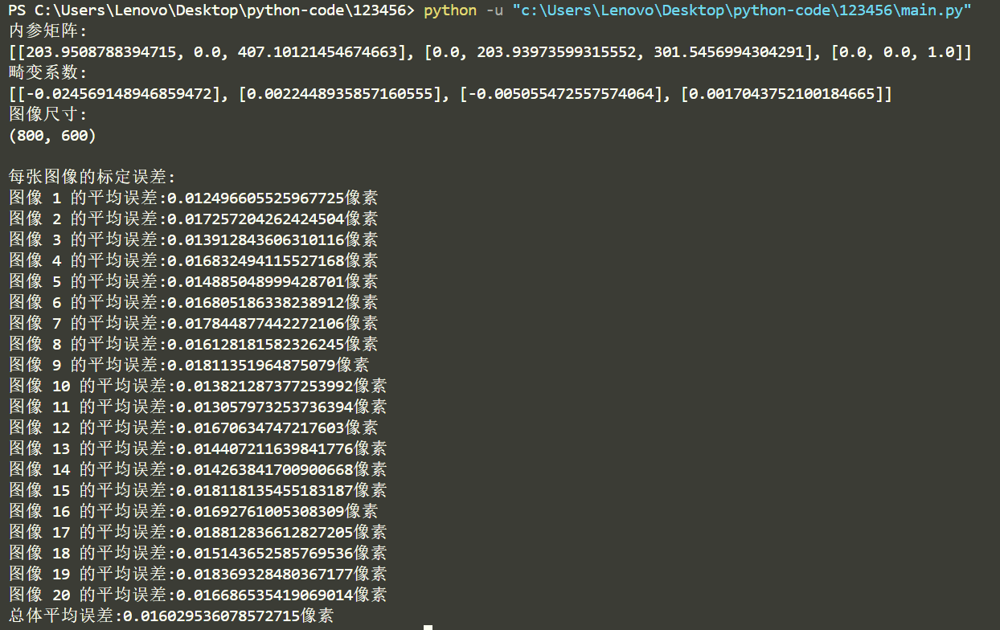 PS C:\Users\Lenovo\Desktop\python-code\123456> python -u "c:\Users\Lenovo\Desktop\python-code\123456\main.py"
内参矩阵:
[[203.9508788394715, 0.0, 407.10121454674663], [0.0, 203.93973599315552, 301.5456994304291], [0.0, 0.0, 1.0]]
畸变系数:
[[-0.024569148946859472], [0.0022448935857160555], [-0.005055472557574064], [0.0017043752100184665]]
图像尺寸:
(800, 600)
每张图像的标定误差:
图像 1 的平均误差:0.012496605525967725像素
图像 2 的平均误差:0.017257204262424504像素
图像 3 的平均误差:0.013912843606310116像素
图像 4 的平均误差:0.016832494115527168像素
图像 5 的平均误差:0.014885048999428701像素
图像 6 的平均误差:0.016805186338238912像素
图像 7 的平均误差:0.017844877442272106像素
图像 8 的平均误差:0.016128181582326245像素
图像 9 的平均误差:0.01811351964875079像素
图像 10 的平均误差:0.013821287377253992像素
图像 11 的平均误差:0.013057973253736394像素
图像 12 的平均误差:0.01670634747217603像素
图像 13 的平均误差:0.014407211639841776像素
图像 14 的平均误差:0.014263841700900668像素
图像 15 的平均误差:0.018118135455183187像素
图像 16 的平均误差:0.01692761005308309像素
图像 17 的平均误差:0.018812836612827205像素
图像 18 的平均误差:0.015143652585769536像素
图像 19 的平均误差:0.018369328480367177像素
图像 20 的平均误差:0.016686535419069014像素
总体平均误差:0.016029536078572715像素